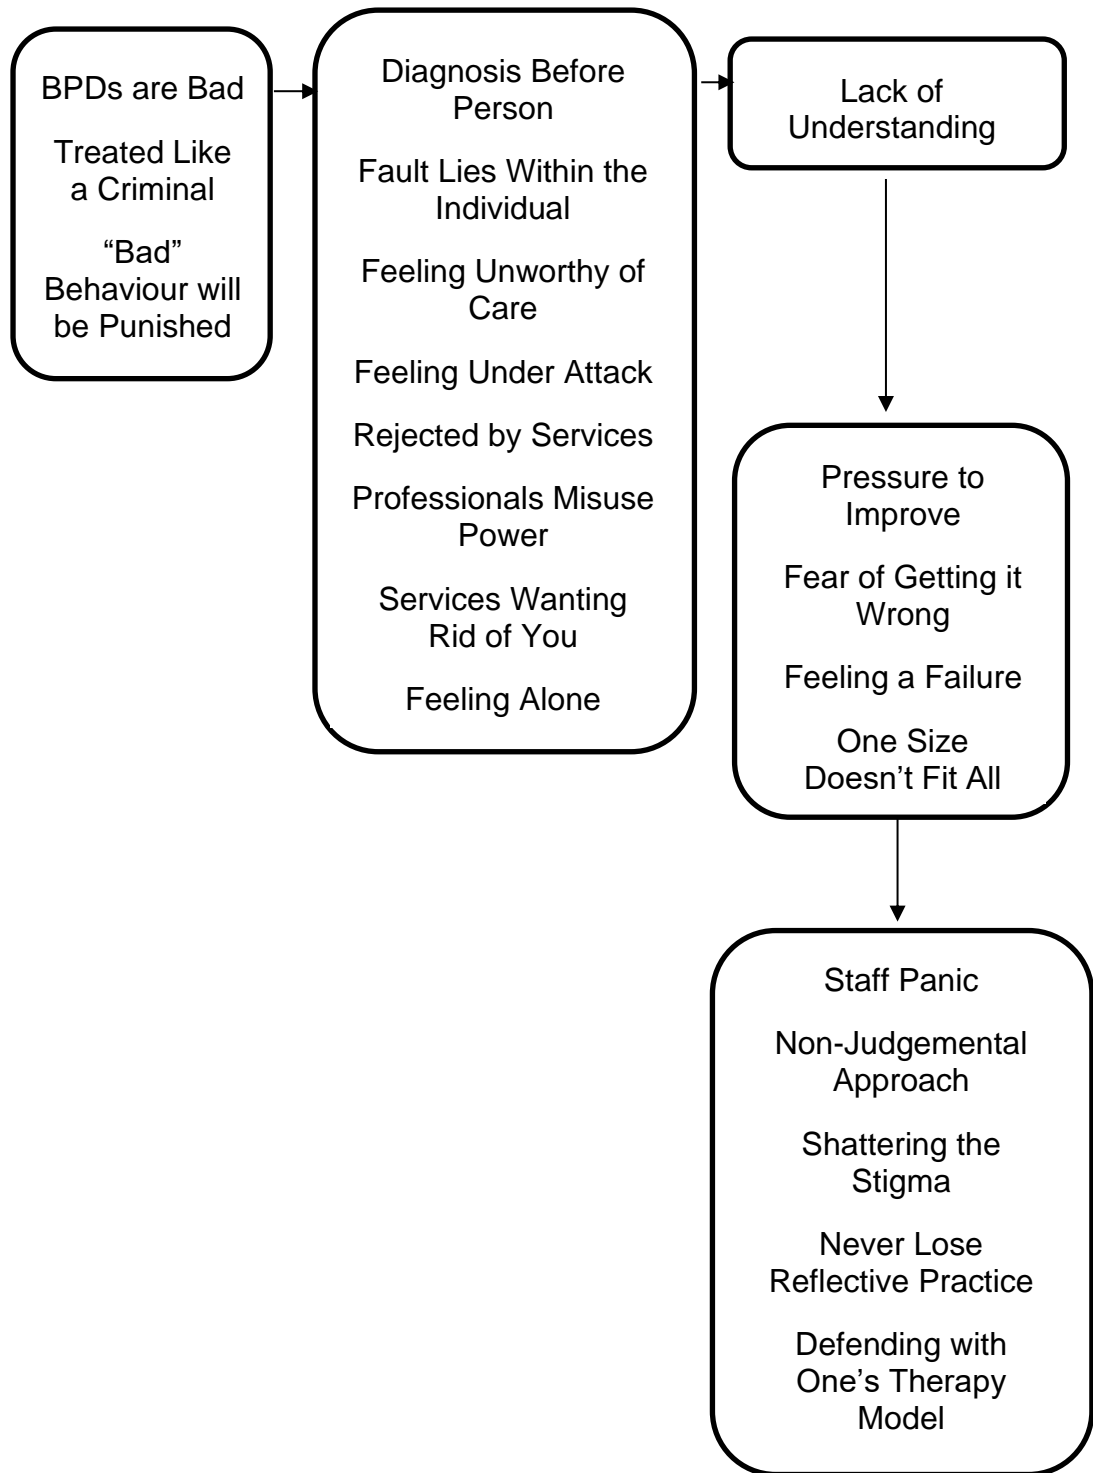 BPDs are Bad
Treated Like
a Criminal
“Bad”
Behaviour will
be Punished
Diagnosis Before
Person
Fault Lies Within the
Individual
Feeling Unworthy of
Care
Feeling Under Attack
Rejected by Services
Professionals Misuse
Power
Services Wanting
Rid of You
Feeling Alone
Lack of
Understanding
Pressure to
Improve
Fear of Getting it
Wrong
Feeling a Failure
One Size
Doesn’t Fit All
Staff Panic
Non-Judgemental
Approach
Shattering the
Stigma
Never Lose
Reflective Practice
Defending with
One’s Therapy
Model